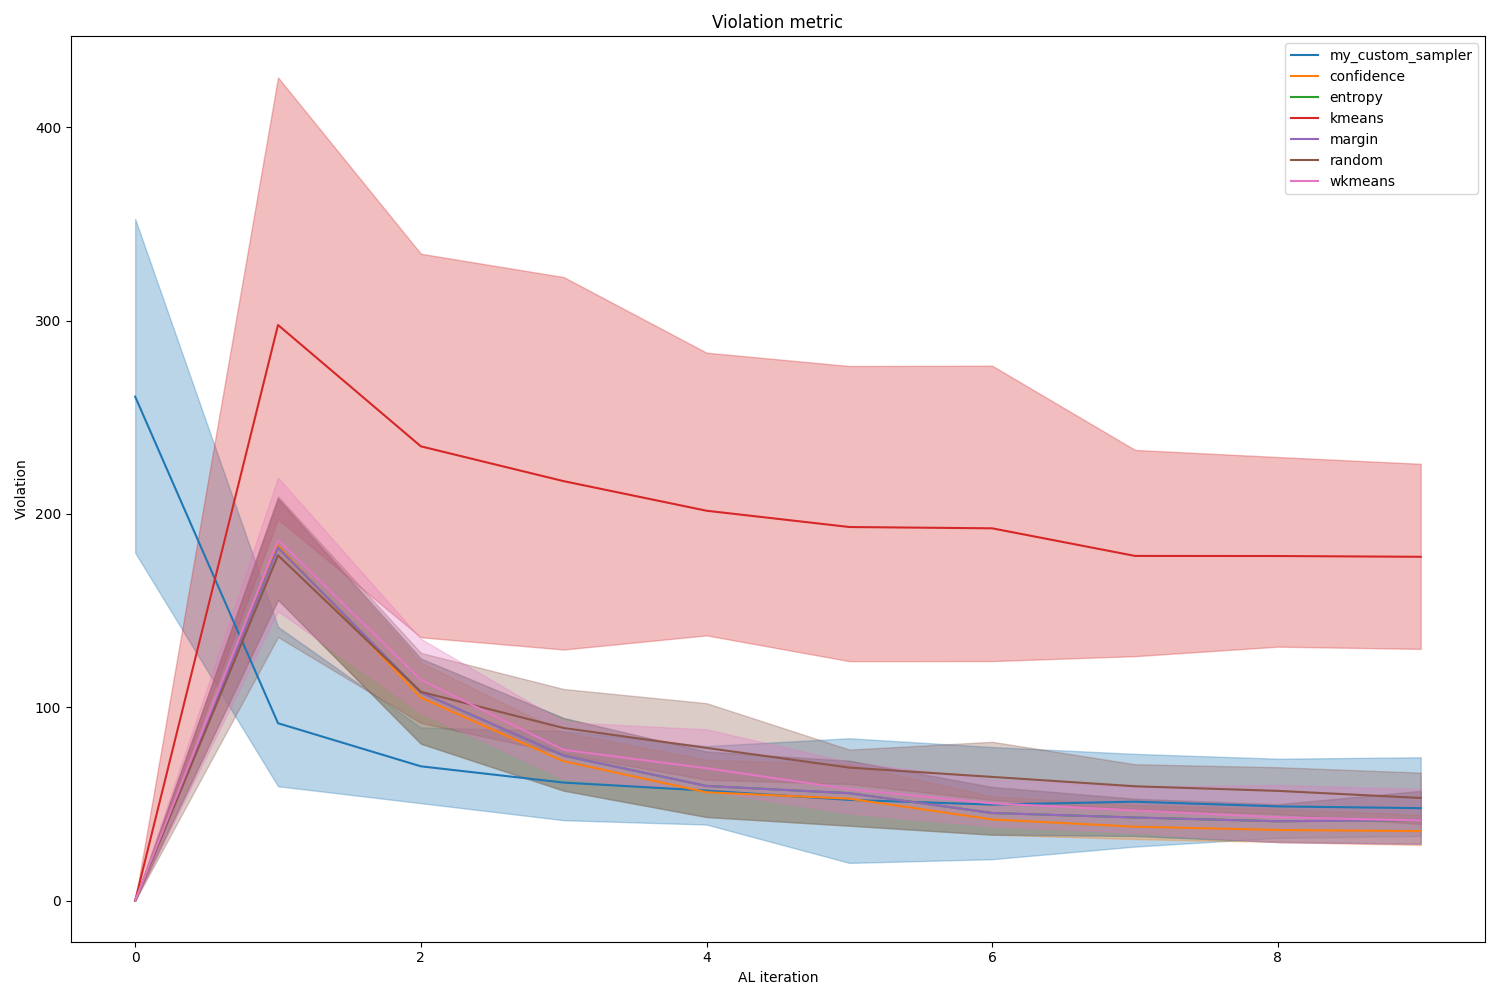 Violation metric
my_custom_sampler
confidence
entropy
kmeans
margin
random
wkmeans
Violation
400
300
200
100
0
0 2 4 6 8
AL iteration